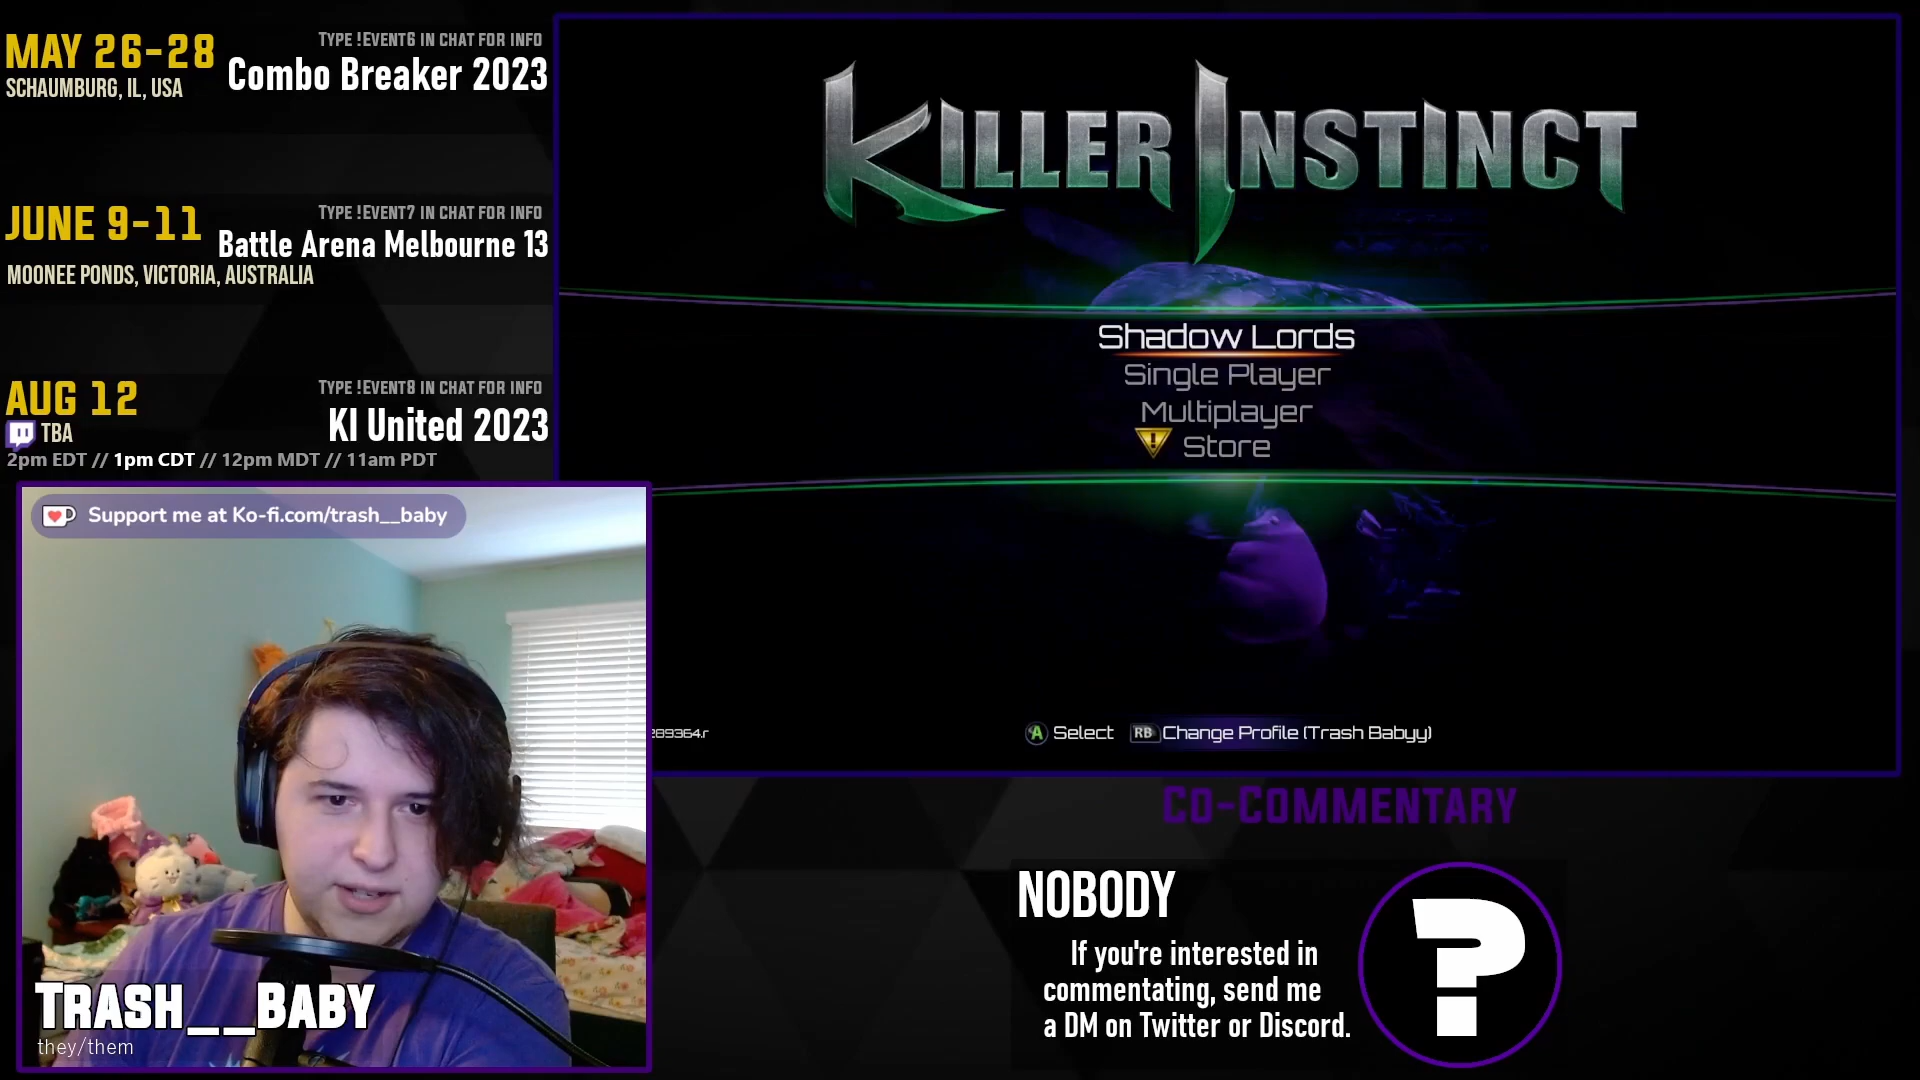 MAY 26-28
SCHAUMBURG, IL, USA
TYPE !EVENT6 IN CHAT FOR INFO
Combo Breaker 2023
JUNE 9-11
TYPE !EVENT7 IN CHAT FOR INFO
Battle Arena Melbourne 13
MOONEE PONDS, VICTORIA, AUSTRALIA
AUG 12
TBA
TYPE !EVENT8 IN CHAT FOR INFO
KI United 2023
2pm EDT // 1pm CDT // 12pm MDT // 11am PDT
Support me at Ko-fi.com/trash__baby
TRASH__BABY
they/them
KILLER INSTINCT
Shadow Lords
Single Player
Multiplayer
Store
289364.r
A Select RB Change Profile (Trash Babyy)
CO-COMMENTARY
NOBODY
If you're interested in
commentating, send me
a DM on Twitter or Discord.
?